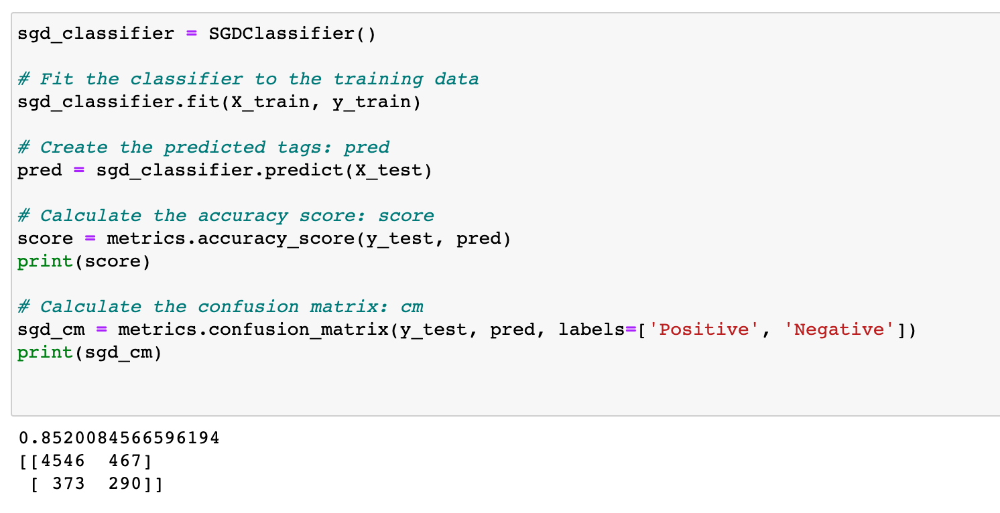 sgd_classifier = SGDClassifier()
# Fit the classifier to the training data
sgd_classifier.fit(X_train, y_train)
# Create the predicted tags: pred
pred = sgd_classifier.predict(X_test)
# Calculate the accuracy score: score
score = metrics.accuracy_score(y_test, pred)
print(score)
# Calculate the confusion matrix: cm
sgd_cm = metrics.confusion_matrix(y_test, pred, labels=['Positive', 'Negative'])
print(sgd_cm)
0.8520084566596194
[[4546  467]
 [ 373  290]]